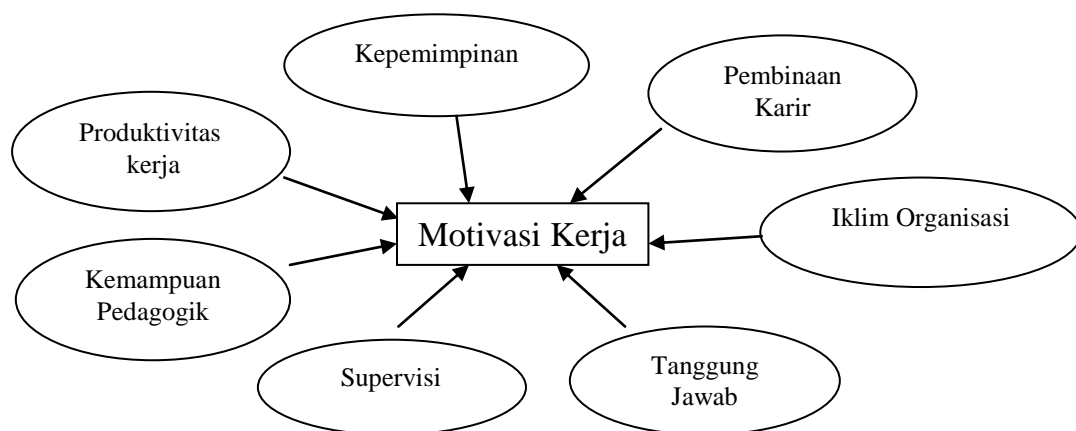 Kepemimpinan
Pembinaan
Karir
Produktivitas
kerja
Iklim Organisasi
Motivasi Kerja
Kemampuan
Pedagogik
Supervisi
Tanggung
Jawab